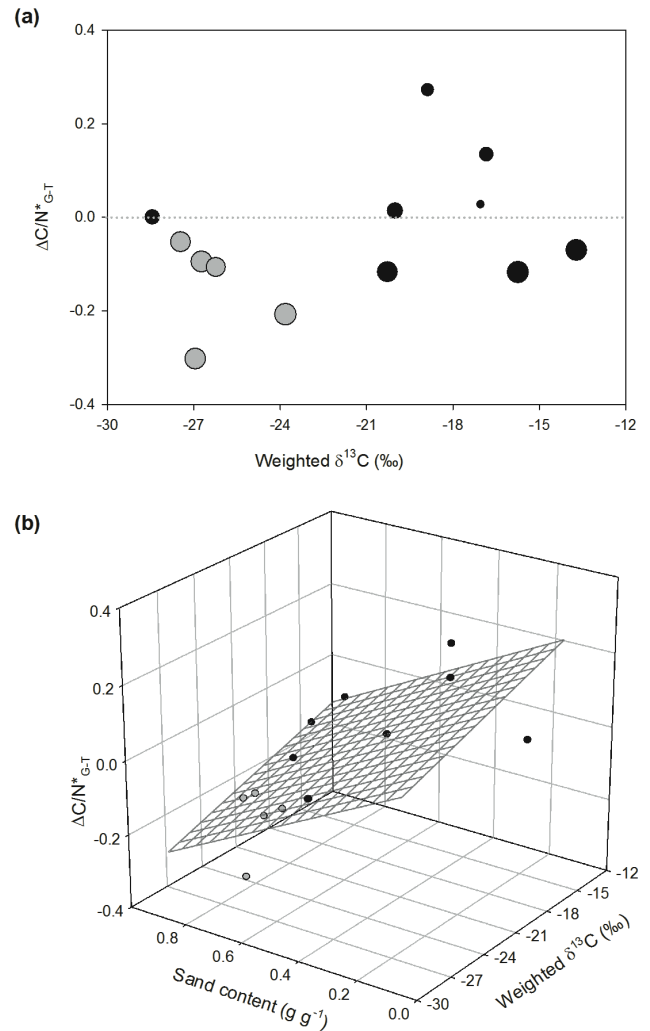 (a)
0.4
0.2
0.0
-0.2
-0.4
ΔC/N*G-T
-30 -27 -24 -21 -18 -15 -12
Weighted δ13C (‰)
(b)
0.4
0.2
0.0
-0.2
-0.4
ΔC/N*G-T
0.8 0.6 0.4 0.2 0.0
Sand content (g g-1)
-30 -27 -24 -21 -18 -15 -12
Weighted δ13C (‰)